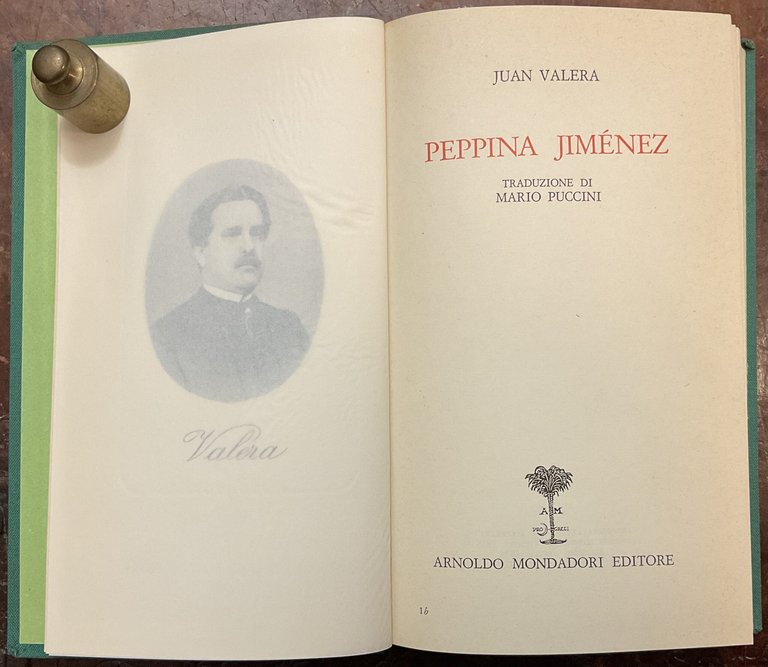 Valera
JUAN VALERA
PEPPINA JIMÉNEZ
TRADUZIONE DI
MARIO PUCCINI
A M
ARNOLDO MONDADORI EDITORE
16